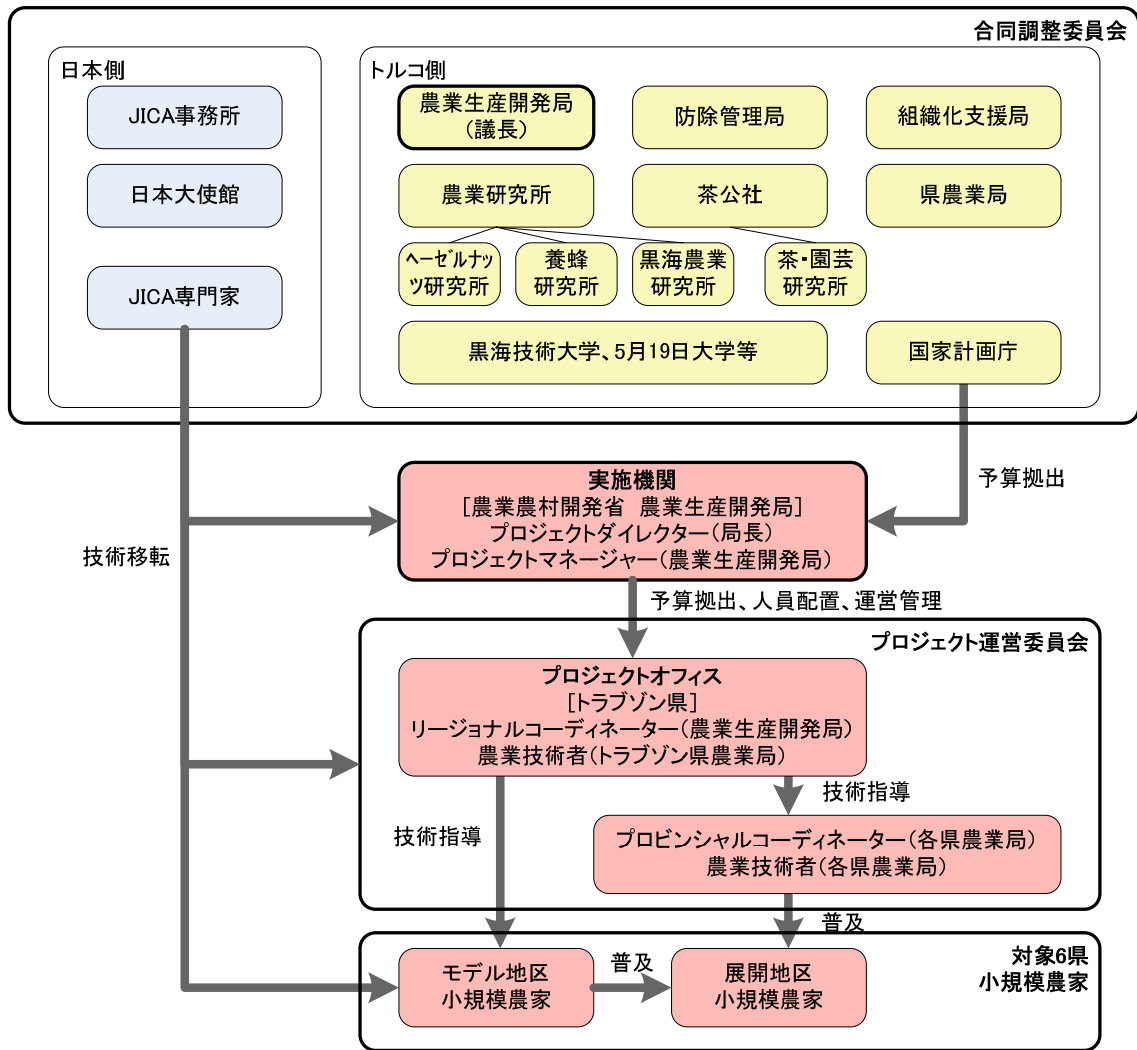 合同調整委員会
日本側
JICA事務所
日本大使館
JICA専門家
トルコ側
農業生産開発局
(議長)
防除管理局
組織化支援局
農業研究所
茶公社
県農業局
ヘーゼルナッ
ツ研究所
養蜂
研究所
黒海農業
研究所
茶・園芸
研究所
黒海技術大学、5月19日大学等
国家計画庁
予算拠出
実施機関
[農業農村開発省 農業生産開発局]
プロジェクトダイレクター(局長)
プロジェクトマネージャー(農業生産開発局)
技術移転
予算拠出、人員配置、運営管理
プロジェクト運営委員会
プロジェクトオフィス
[トラブゾン県]
リージョナルコーディネーター(農業生産開発局)
農業技術者(トラブゾン県農業局)
技術指導
技術指導
プロビンシャルコーディネーター(各県農業局)
農業技術者(各県農業局)
普及
対象6県
小規模農家
モデル地区
小規模農家
普及
展開地区
小規模農家